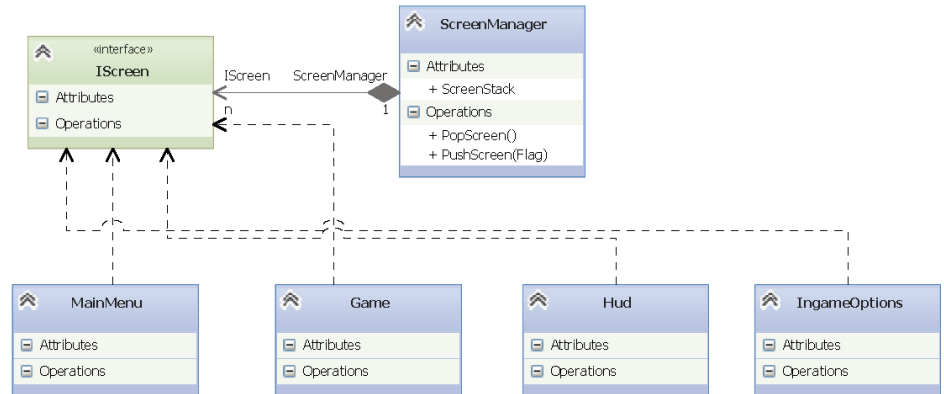 «interface»
IScreen
Attributes
Operations
IScreen
n
ScreenManager
1
ScreenManager
Attributes
+ ScreenStack
Operations
+ PopScreen()
+ PushScreen(Flag)
MainMenu
Attributes
Operations
Game
Attributes
Operations
Hud
Attributes
Operations
IngameOptions
Attributes
Operations